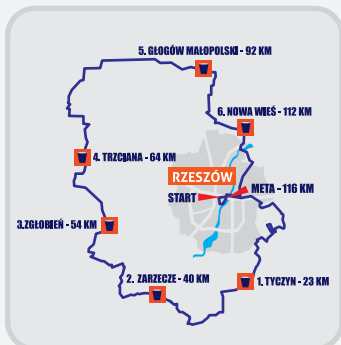 5. GŁOGÓW MAŁOPOLSKI - 92 KM
6. NOWA WIEŚ - 112 KM
4. TRZCIANA - 64 KM
RZESZÓW
START
META - 116 KM
3.ZGŁOBIEŃ - 54 KM
2. ZARZECZE - 40 KM
1. TYCZYN - 23 KM